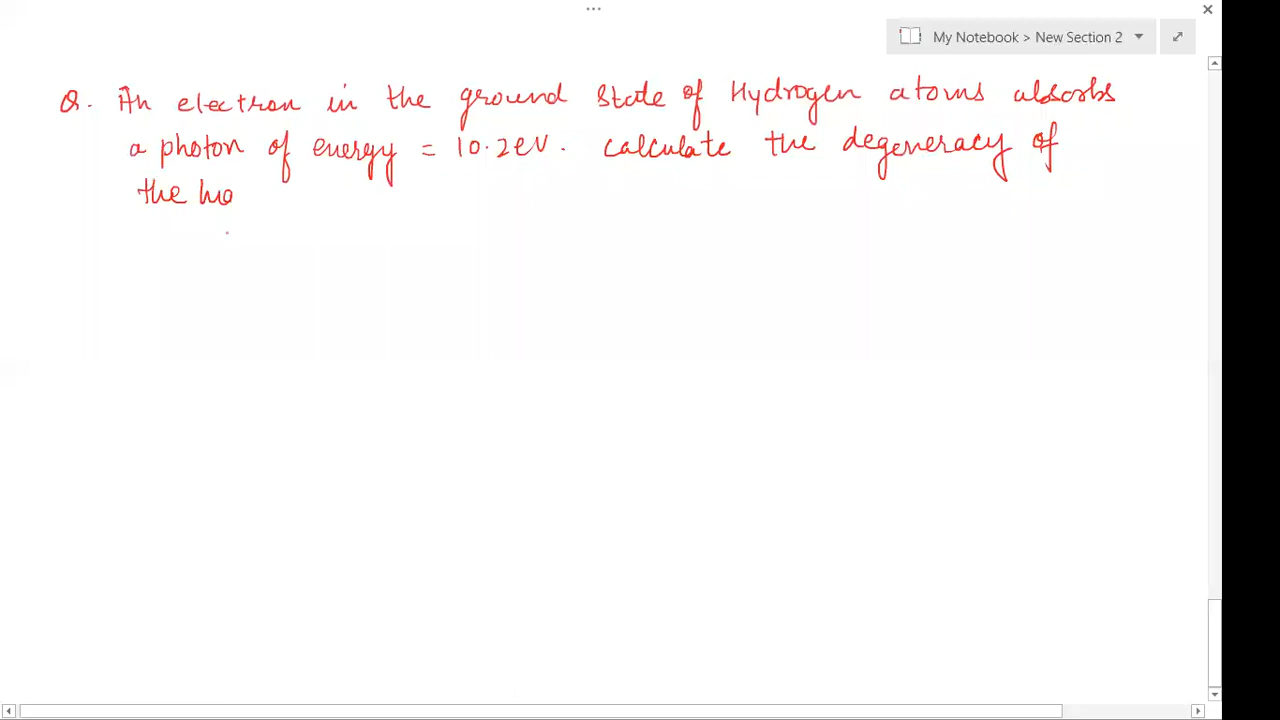 My Notebook > New Section 2
Q. An electron in the ground state of Hydrogen atoms absorbs
a photon of energy = 10.2eV. calculate the degeneracy of
the